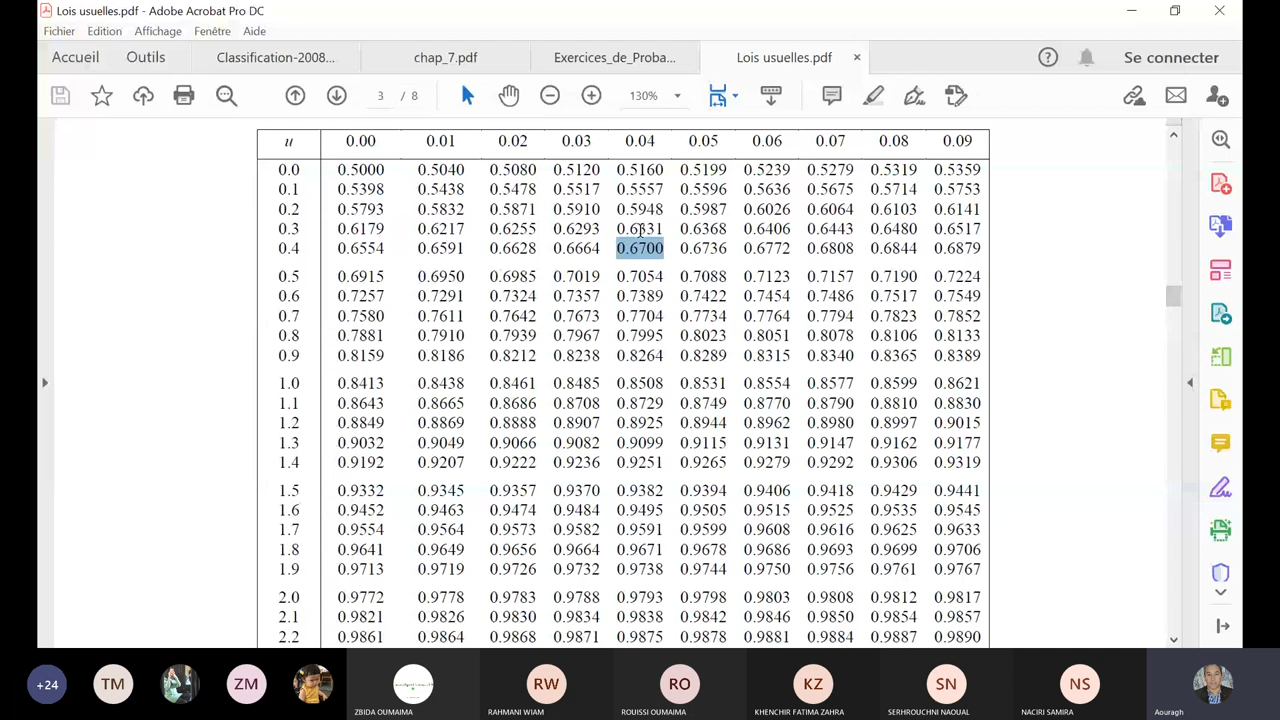 Lois usuelles.pdf - Adobe Acrobat Pro DC
Fichier Edition Affichage Fenêtre Aide
Accueil Outils Classification-2008... chap_7.pdf Exercices_de_Proba... Lois usuelles.pdf × Se connecter
3 / 8 130%
u 0.00 0.01 0.02 0.03 0.04 0.05 0.06 0.07 0.08 0.09
0.0 0.5000 0.5040 0.5080 0.5120 0.5160 0.5199 0.5239 0.5279 0.5319 0.5359
0.1 0.5398 0.5438 0.5478 0.5517 0.5557 0.5596 0.5636 0.5675 0.5714 0.5753
0.2 0.5793 0.5832 0.5871 0.5910 0.5948 0.5987 0.6026 0.6064 0.6103 0.6141
0.3 0.6179 0.6217 0.6255 0.6293 0.6331 0.6368 0.6406 0.6443 0.6480 0.6517
0.4 0.6554 0.6591 0.6628 0.6664 0.6700 0.6736 0.6772 0.6808 0.6844 0.6879
0.5 0.6915 0.6950 0.6985 0.7019 0.7054 0.7088 0.7123 0.7157 0.7190 0.7224
0.6 0.7257 0.7291 0.7324 0.7357 0.7389 0.7422 0.7454 0.7486 0.7517 0.7549
0.7 0.7580 0.7611 0.7642 0.7673 0.7704 0.7734 0.7764 0.7794 0.7823 0.7852
0.8 0.7881 0.7910 0.7939 0.7967 0.7995 0.8023 0.8051 0.8078 0.8106 0.8133
0.9 0.8159 0.8186 0.8212 0.8238 0.8264 0.8289 0.8315 0.8340 0.8365 0.8389
1.0 0.8413 0.8438 0.8461 0.8485 0.8508 0.8531 0.8554 0.8577 0.8599 0.8621
1.1 0.8643 0.8665 0.8686 0.8708 0.8729 0.8749 0.8770 0.8790 0.8810 0.8830
1.2 0.8849 0.8869 0.8888 0.8907 0.8925 0.8944 0.8962 0.8980 0.8997 0.9015
1.3 0.9032 0.9049 0.9066 0.9082 0.9099 0.9115 0.9131 0.9147 0.9162 0.9177
1.4 0.9192 0.9207 0.9222 0.9236 0.9251 0.9265 0.9279 0.9292 0.9306 0.9319
1.5 0.9332 0.9345 0.9357 0.9370 0.9382 0.9394 0.9406 0.9418 0.9429 0.9441
1.6 0.9452 0.9463 0.9474 0.9484 0.9495 0.9505 0.9515 0.9525 0.9535 0.9545
1.7 0.9554 0.9564 0.9573 0.9582 0.9591 0.9599 0.9608 0.9616 0.9625 0.9633
1.8 0.9641 0.9649 0.9656 0.9664 0.9671 0.9678 0.9686 0.9693 0.9699 0.9706
1.9 0.9713 0.9719 0.9726 0.9732 0.9738 0.9744 0.9750 0.9756 0.9761 0.9767
2.0 0.9772 0.9778 0.9783 0.9788 0.9793 0.9798 0.9803 0.9808 0.9812 0.9817
2.1 0.9821 0.9826 0.9830 0.9834 0.9838 0.9842 0.9846 0.9850 0.9854 0.9857
2.2 0.9861 0.9864 0.9868 0.9871 0.9875 0.9878 0.9881 0.9884 0.9887 0.9890
+24 TM ZM RW RO KZ SN NS
ZBIDA OUMAIMA RAHMANI WIAM ROUISSI OUMAIMA KHENCHIR FATIMA ZAHRA SERHROUCHNI NAOUAL NACIRI SAMIRA Aouragh